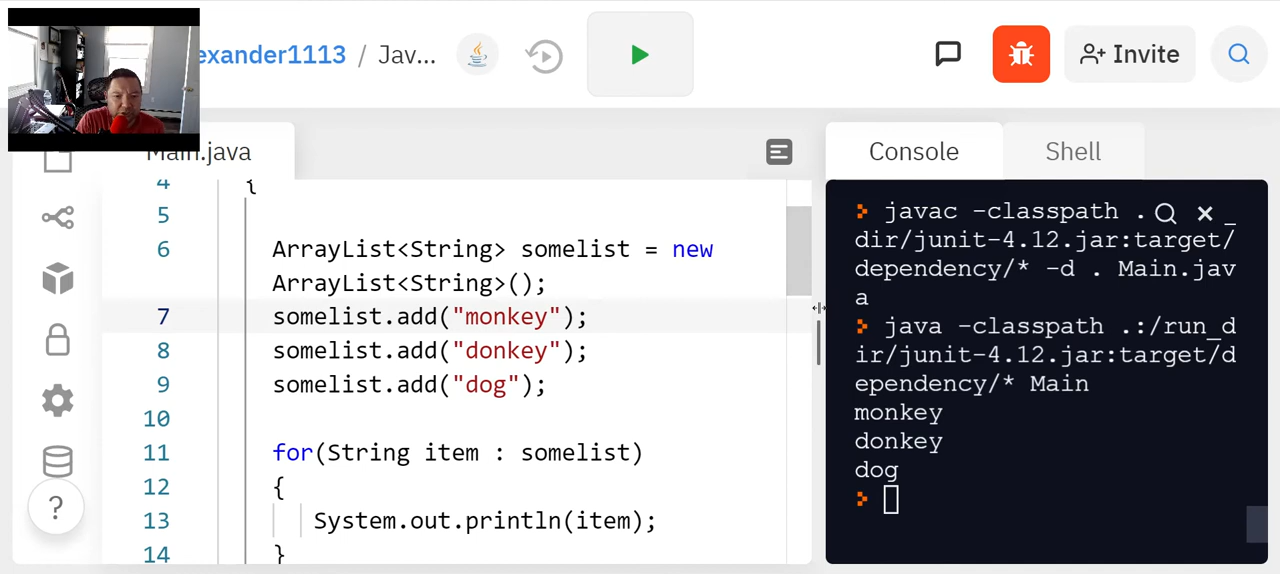 exander1113 / Jav...
Invite
Main.java
Console
Shell
4 {
5
6 ArrayList<String> somelist = new
ArrayList<String>();
7 somelist.add("monkey");
8 somelist.add("donkey");
9 somelist.add("dog");
10
11 for(String item : somelist)
12 {
13 System.out.println(item);
14 }
?
javac -classpath . _
dir/junit-4.12.jar:target/
dependency/* -d . Main.jav
a
java -classpath .:/run_d
ir/junit-4.12.jar:target/d
ependency/* Main
monkey
donkey
dog